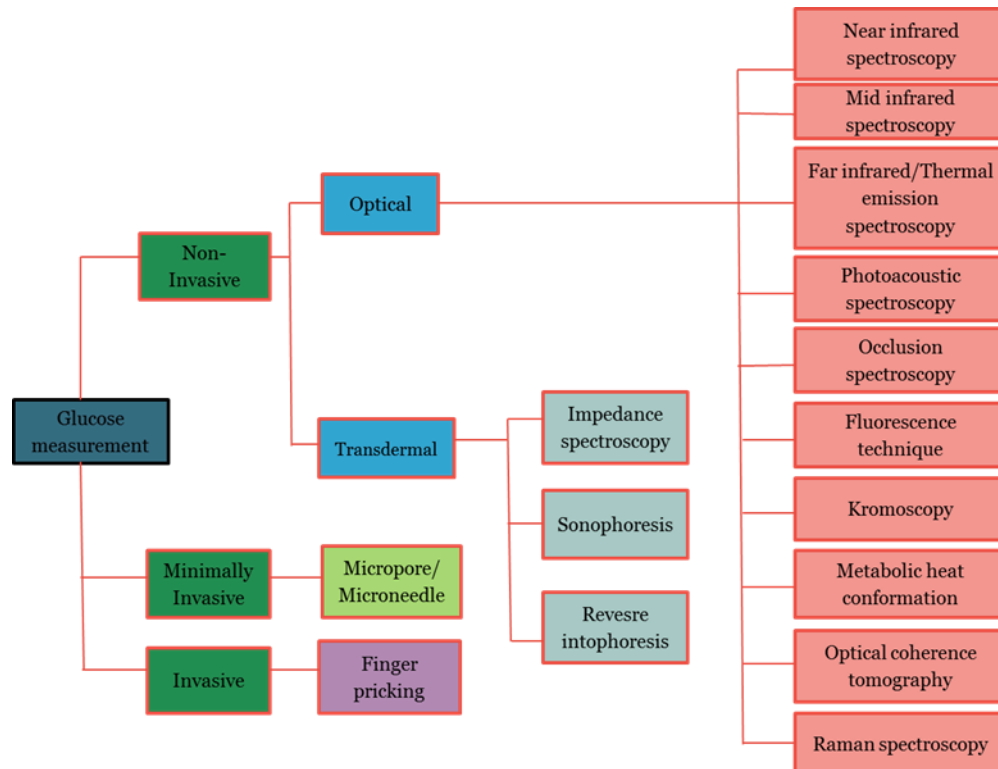 Near infrared
spectroscopy
Mid infrared
spectroscopy
Far infrared/Thermal
emission
spectroscopy
Photoacoustic
spectroscopy
Occlusion
spectroscopy
Fluorescence
technique
Kromoscopy
Metabolic heat
conformation
Optical coherence
tomography
Raman spectroscopy
Optical
Non-
Invasive
Transdermal
Impedance
spectroscopy
Sonophoresis
Revesre
intophoresis
Glucose
measurement
Minimally
Invasive
Micropore/
Microneedle
Invasive
Finger
pricking